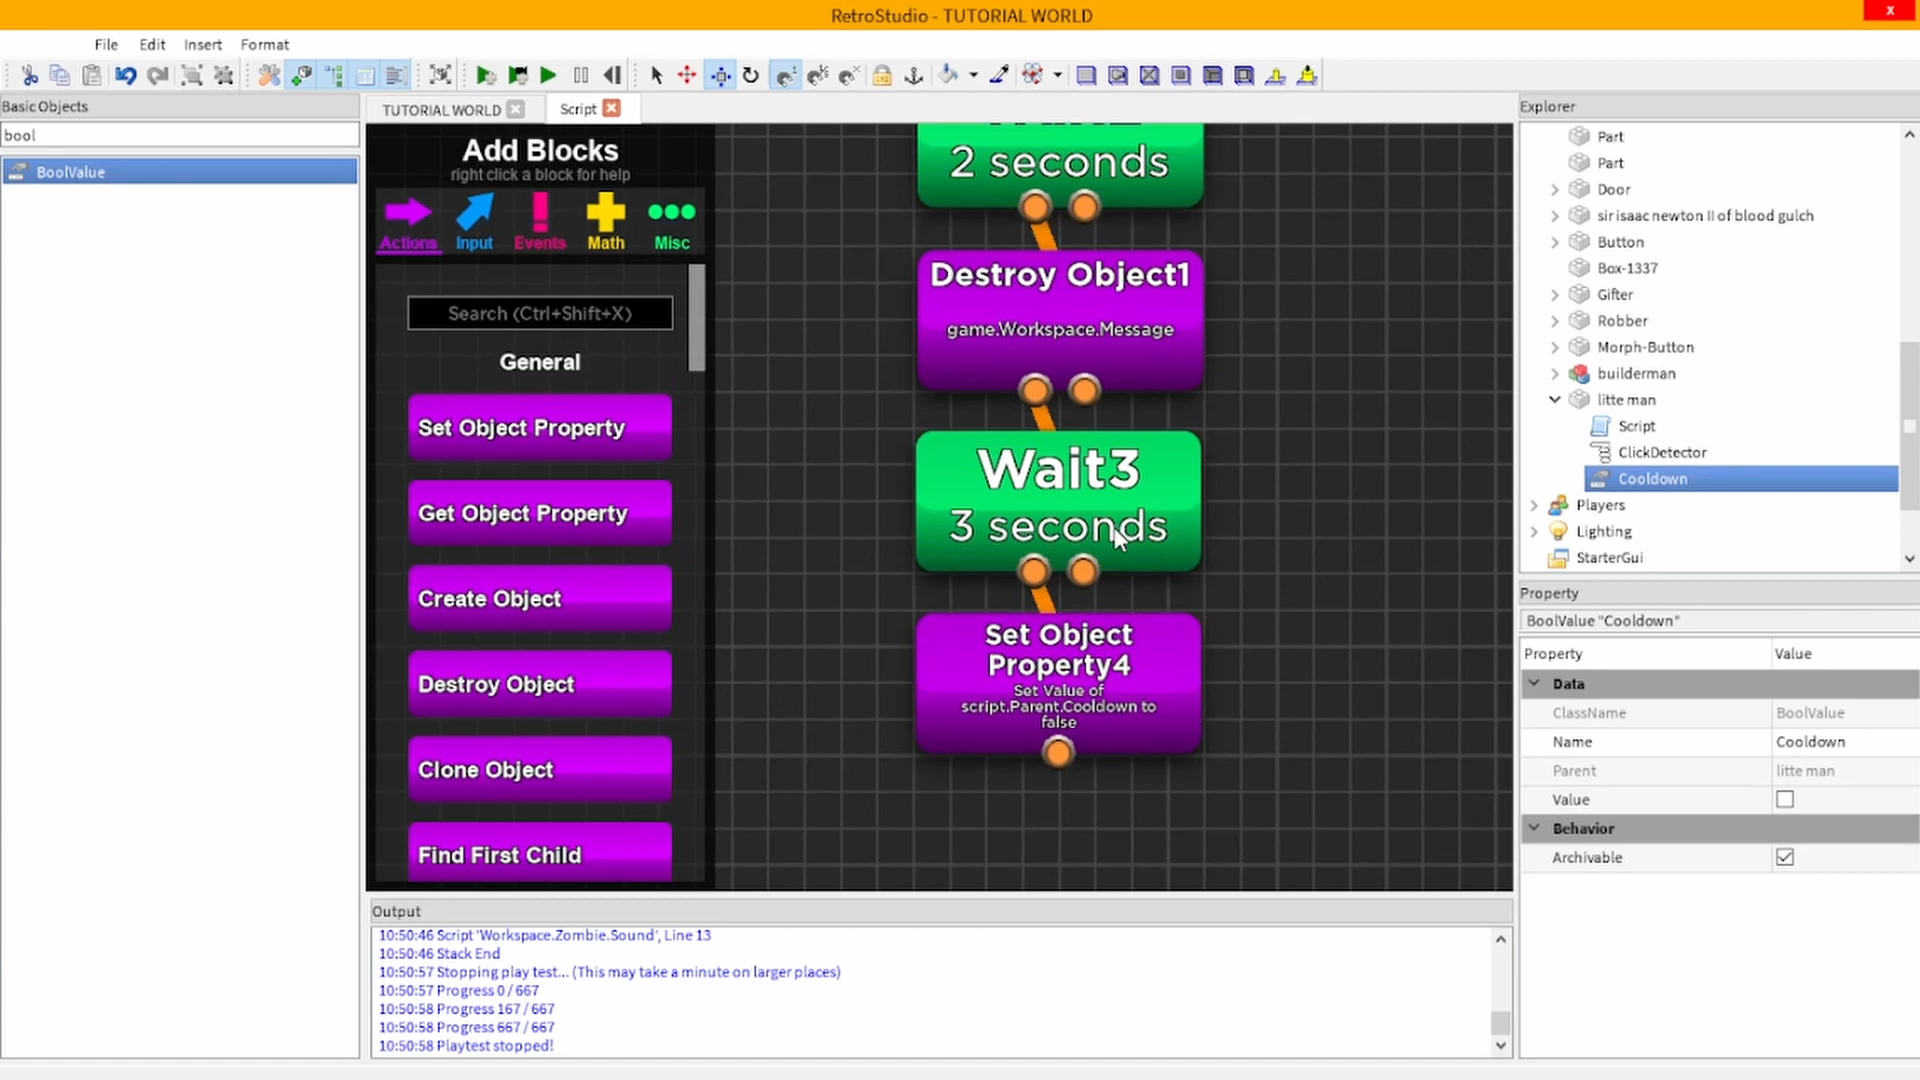 RetroStudio - TUTORIAL WORLD
x
File Edit Insert Format
Basic Objects
bool
BoolValue
TUTORIAL WORLD
Script
Add Blocks
right click a block for help
Actions Input Events Math Misc
Search (Ctrl+Shift+X)
General
Set Object Property
Get Object Property
Create Object
Destroy Object
Clone Object
Find First Child
2 seconds
Destroy Object1
game.Workspace.Message
Wait3
3 seconds
Set Object
Property4
Set Value of
script.Parent.Cooldown to
false
Output
10:50:46 Script 'Workspace.Zombie.Sound', Line 13
10:50:46 Stack End
10:50:57 Stopping play test... (This may take a minute on larger places)
10:50:57 Progress 0 / 667
10:50:58 Progress 167 / 667
10:50:58 Progress 667 / 667
10:50:58 Playtest stopped!
Explorer
Part
Part
Door
sir isaac newton II of blood gulch
Button
Box-1337
Gifter
Robber
Morph-Button
builderman
litte man
Script
ClickDetector
Cooldown
Players
Lighting
StarterGui
Property
BoolValue "Cooldown"
Property Value
Data
ClassName BoolValue
Name Cooldown
Parent litte man
Value
Behavior
Archivable